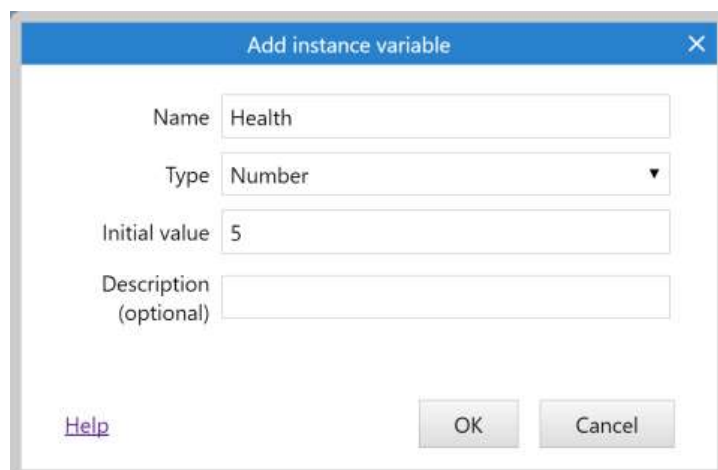 Add instance variable
Name Health
Type Number
Initial value 5
Description
(optional)
Help OK Cancel